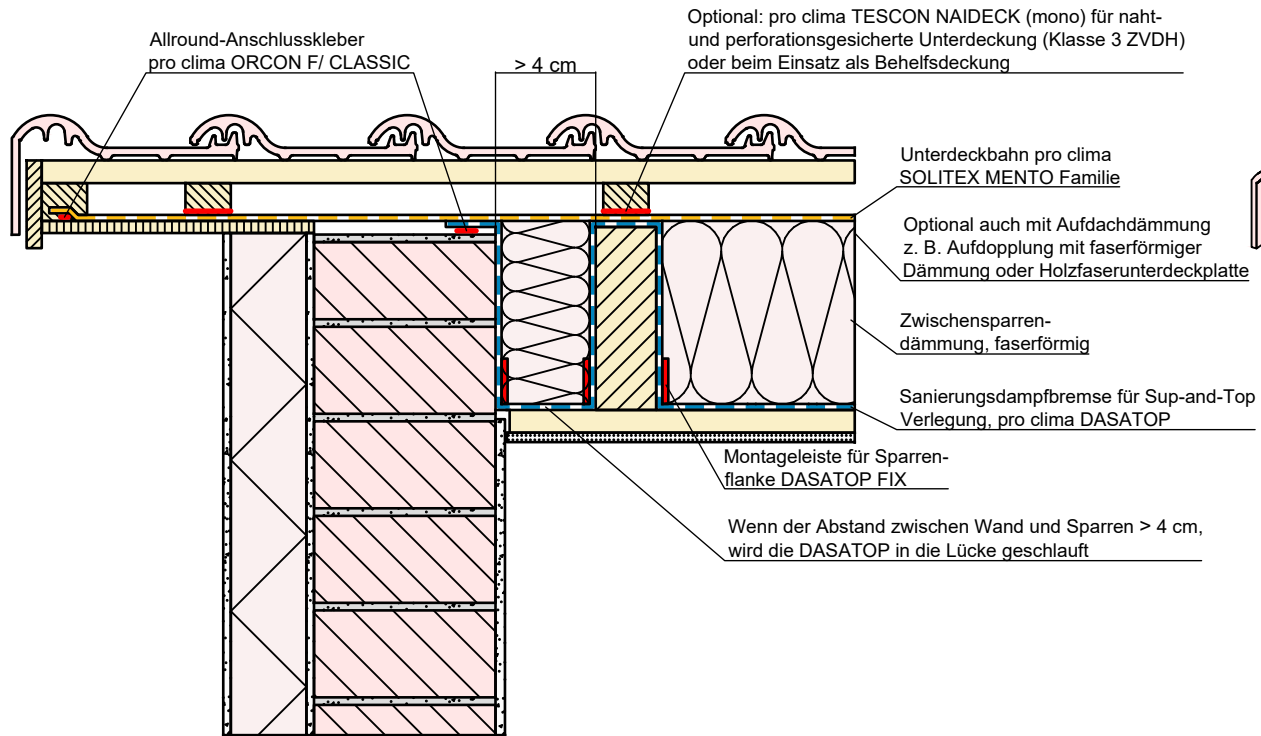 Allround-Anschlusskleber
pro clima ORCON F/ CLASSIC
> 4 cm
Optional: pro clima TESCON NAIDECK (mono) für naht-
und perforationsgesicherte Unterdeckung (Klasse 3 ZVDH)
oder beim Einsatz als Behelfsdeckung
Unterdeckbahn pro clima
SOLITEX MENTO Familie
Optional auch mit Aufdachdämmung
z. B. Aufdopplung mit faserförmiger
Dämmung oder Holzfaserunterdeckplatte
Zwischensparren-
dämmung, faserförmig
Sanierungsdampfbremse für Sup-and-Top
Verlegung, pro clima DASATOP
Montageleiste für Sparren-
flanke DASATOP FIX
Wenn der Abstand zwischen Wand und Sparren > 4 cm,
wird die DASATOP in die Lücke geschlauft